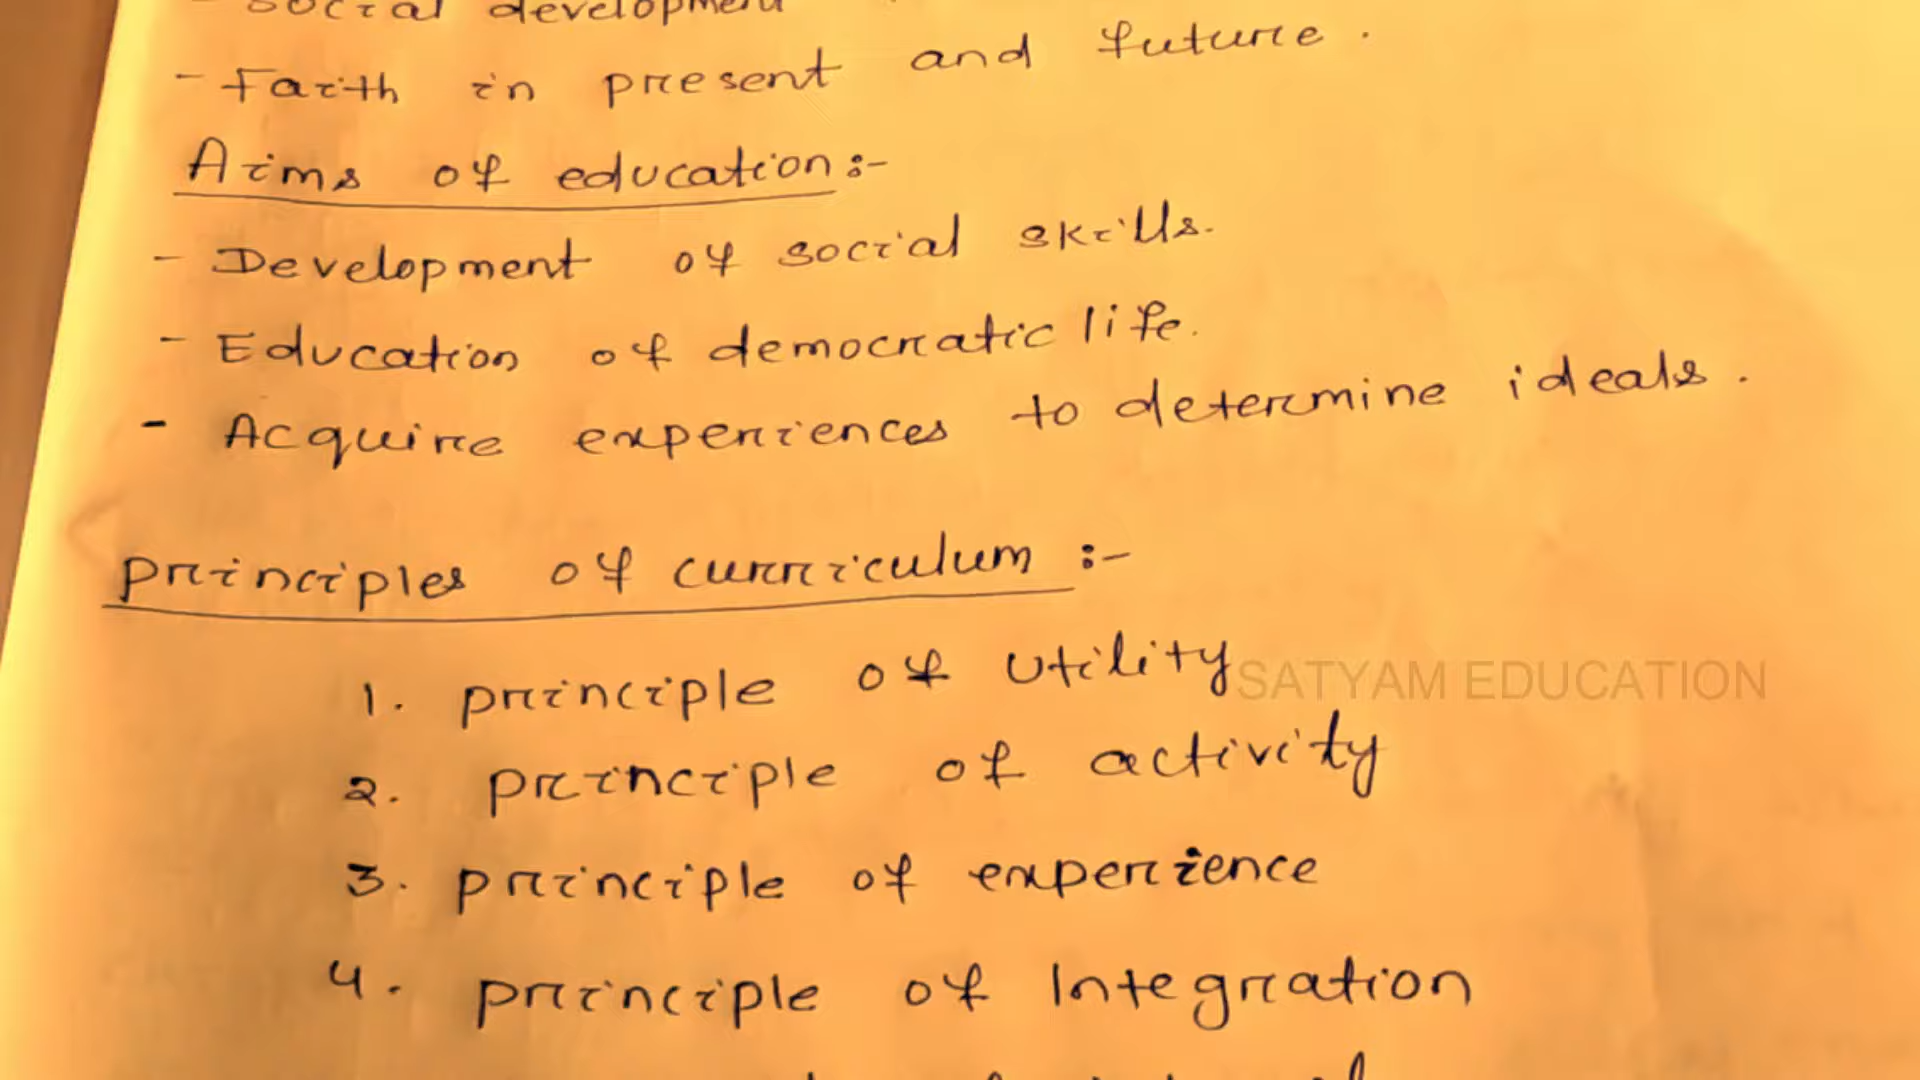 - Social development
- Faith in present and future.
Aims of education:-
- Development of social skills.
- Education of democratic life.
- Acquire experiences to determine ideals.
principles of curriculum :-
1. principle of utility
SATYAM EDUCATION
2. principle of activity
3. principle of experience
4. principle of Integration